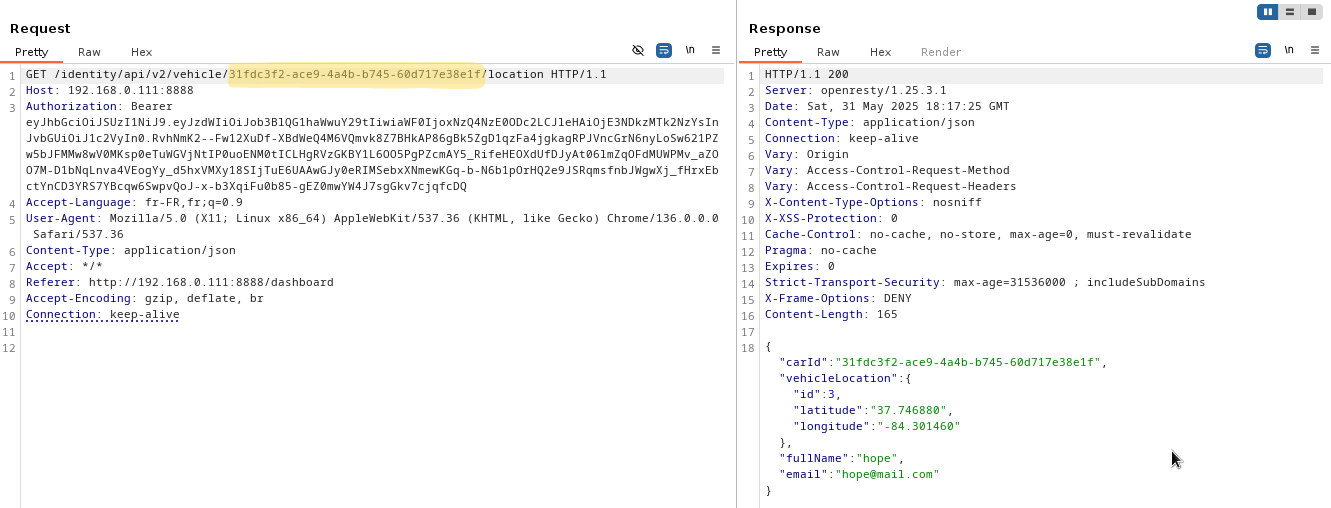 Request
Pretty Raw Hex
\n
1 GET /identity/api/v2/vehicle/31fdc3f2-ace9-4a4b-b745-60d717e38e1f/location HTTP/1.1
2 Host: 192.168.0.111:8888
3 Authorization: Bearer
eyJhbGciOiJSUzI1NiJ9.eyJzdWIiOiJob3BlQG1haWwuY29tIiwiaWF0IjoxNzQ4NzE0ODc2LCJleHAiOjE3NDkzMTk2NzYsIn
JvbGUiOiJ1c2VyIn0.RvhNmK2--Fw12XuDf-XBdWeQ4M6VQmvk8Z7BHkAP86gBk5ZgD1qzFa4jgkagRPJVncGrN6nyLoSw621PZ
w5bJFMMw8wV0MKsp0eTuWGVjNtIP0uoENM0tICLHgRVzGKBY1L6OO5PgPZcmAY5_RifeHEOXdUfDJyAt06lmZqOFdMUWPMv_aZO
O7M-D1bNqLnva4VEogYy_d5hxVMXy18SIjTuE6UAAwGJy0eRIMSebxXNmewKGq-b-N6b1pOrHQ2e9JSRqmsfnbJWgwXj_fHrxEb
ctYnCD3YRS7YBcqw6SwpvQoJ-x-b3XqiFu0b85-gEZ0mwYW4J7sgGkv7cjqfcDQ
4 Accept-Language: fr-FR,fr;q=0.9
5 User-Agent: Mozilla/5.0 (X11; Linux x86_64) AppleWebKit/537.36 (KHTML, like Gecko) Chrome/136.0.0.0
Safari/537.36
6 Content-Type: application/json
7 Accept: */*
8 Referer: http://192.168.0.111:8888/dashboard
9 Accept-Encoding: gzip, deflate, br
10 Connection: keep-alive
11
12
Response
Pretty Raw Hex Render
\n
1 HTTP/1.1 200
2 Server: openresty/1.25.3.1
3 Date: Sat, 31 May 2025 18:17:25 GMT
4 Content-Type: application/json
5 Connection: keep-alive
6 Vary: Origin
7 Vary: Access-Control-Request-Method
8 Vary: Access-Control-Request-Headers
9 X-Content-Type-Options: nosniff
10 X-XSS-Protection: 0
11 Cache-Control: no-cache, no-store, max-age=0, must-revalidate
12 Pragma: no-cache
13 Expires: 0
14 Strict-Transport-Security: max-age=31536000 ; includeSubDomains
15 X-Frame-Options: DENY
16 Content-Length: 165
17
18 {
"carId":"31fdc3f2-ace9-4a4b-b745-60d717e38e1f",
"vehicleLocation":{
"id":3,
"latitude":"37.746880",
"longitude":"-84.301460"
},
"fullName":"hope",
"email":"hope@mail.com"
}